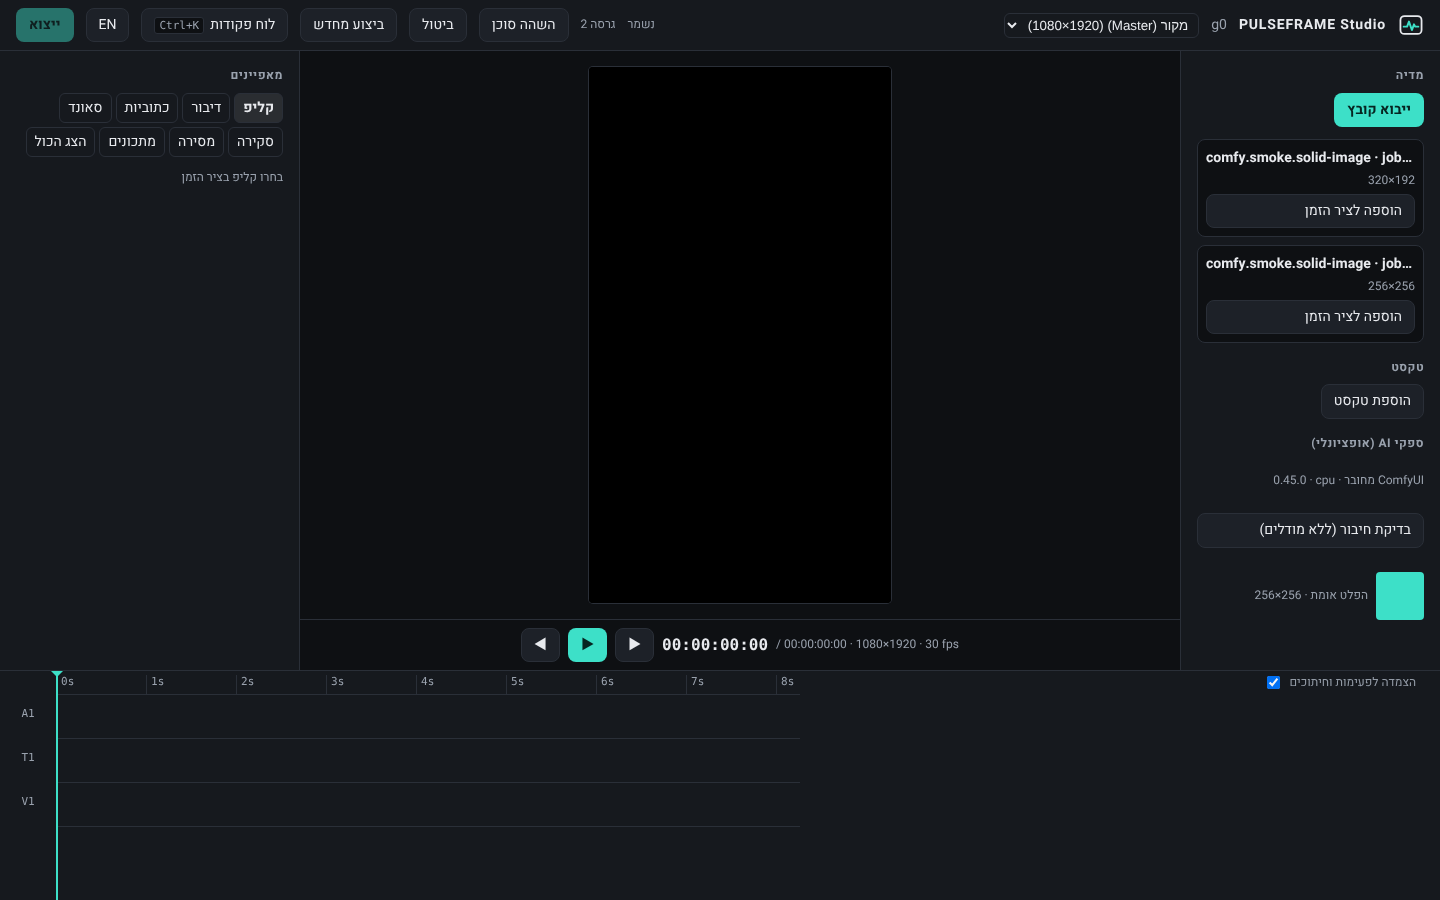 PULSEFRAME Studio
g0
מקור (Master) (1080×1920)
נשמר
גרסה 2
השהה סוכן
ביטול
ביצוע מחדש
לוח פקודות Ctrl+K
EN
ייצוא
מדיה
ייבוא קובץ
comfy.smoke.solid-image · job…
320×192
הוספה לציר הזמן
comfy.smoke.solid-image · job…
256×256
הוספה לציר הזמן
טקסט
הוספת טקסט
ספקי AI (אופציונלי)
ComfyUI מחובר · 0.45.0 · cpu
בדיקת חיבור (ללא מודלים)
הפלט אומת · 256×256
00:00:00:00 / 00:00:00:00 · 1080×1920 · 30 fps
מאפיינים
קליפ דיבור כתוביות סאונד
סקירה מסירה מתכונים הצג הכול
בחרו קליפ בציר הזמן
הצמדה לפעימות וחיתוכים
0s 1s 2s 3s 4s 5s 6s 7s 8s
A1
T1
V1